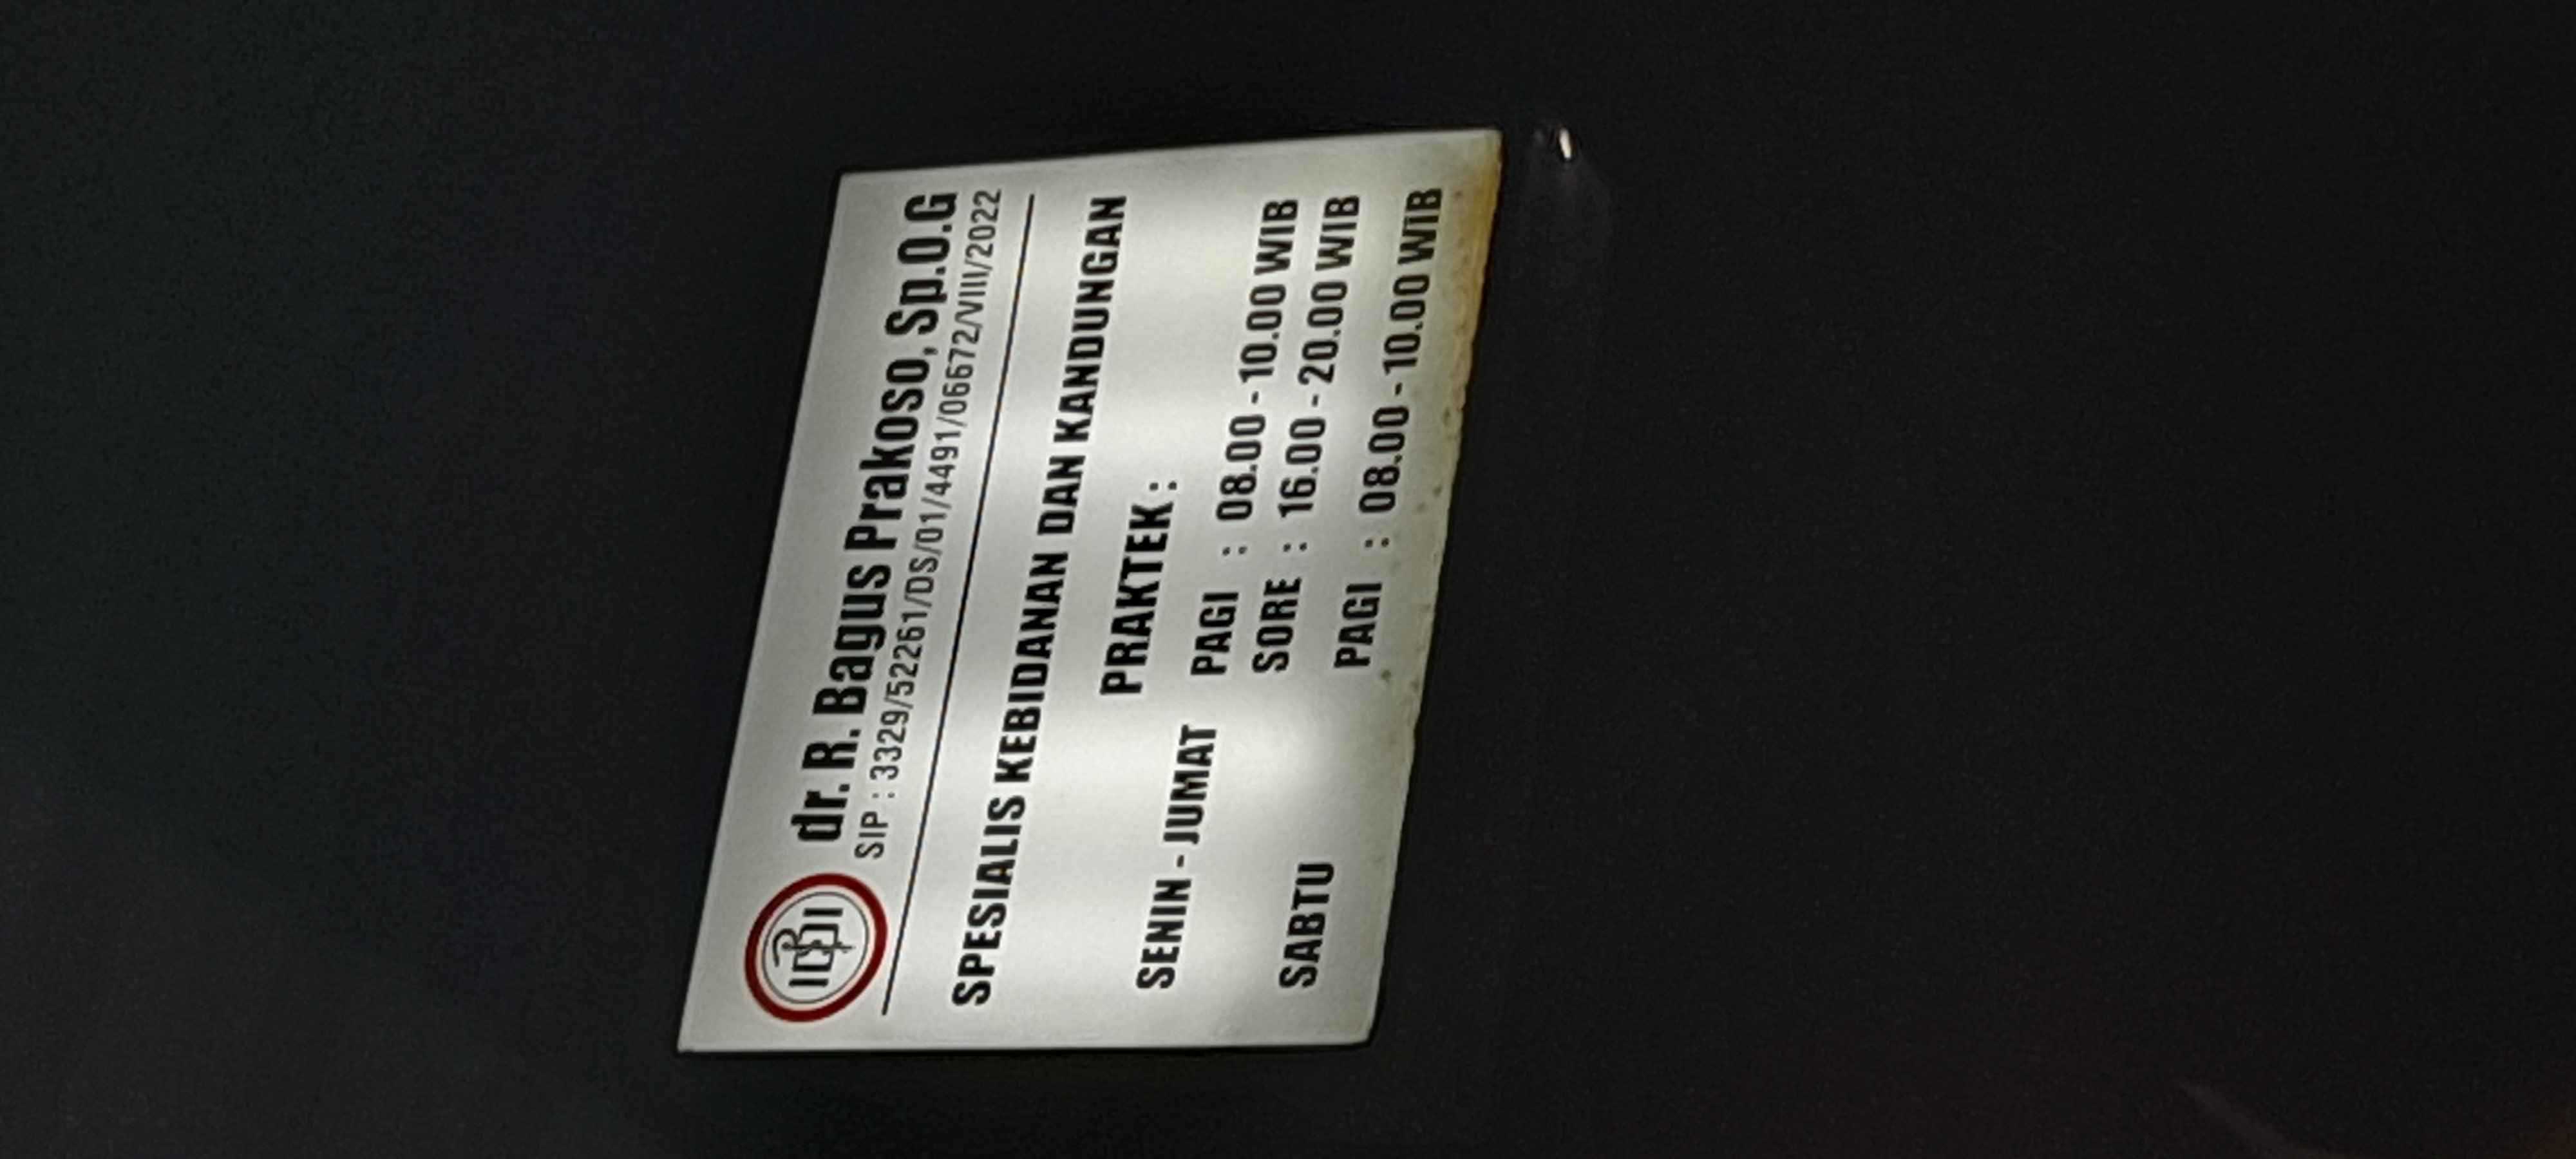 IDI
dr. R. Bagus Prakoso, Sp.O.G
SIP : 3329/52261/DS/01/4491/06672/VIII/2022
SPESIALIS KEBIDANAN DAN KANDUNGAN
PRAKTEK :
SENIN - JUMAT PAGI : 08.00 - 10.00 WIB
SORE : 16.00 - 20.00 WIB
SABTU PAGI : 08.00 - 10.00 WIB